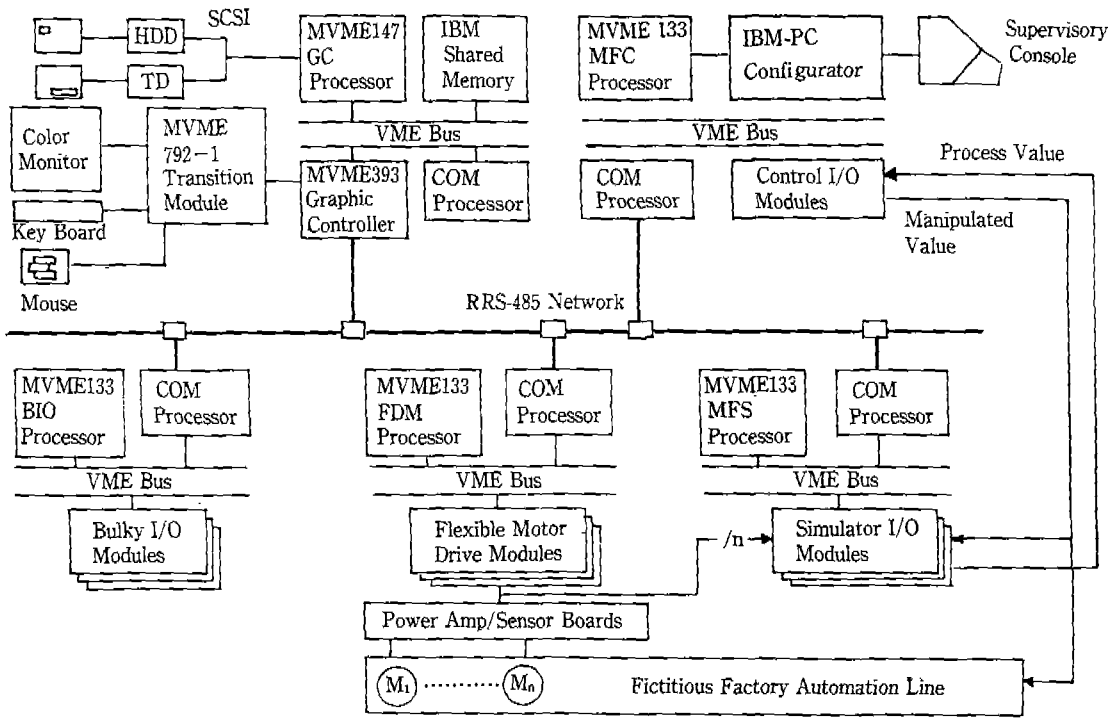 SCSI
HDD
TD
MVME147
GC
Processor
IBM
Shared
Memory
MVME 133
MFC
Processor
IBM-PC
Configurator
Supervisory
Console
Color
Monitor
MVME
792-1
Transition
Module
VME Bus
VME Bus
MVME393
Graphic
Controller
COM
Processor
COM
Processor
Control I/O
Modules
Process Value
Manipulated
Value
Key Board
Mouse
RRS-485 Network
MVME133
BIO
Processor
COM
Processor
MVME133
FDM
Processor
COM
Processor
MVME133
MFS
Processor
COM
Processor
VME Bus
VME Bus
VME Bus
Bulky I/O
Modules
Flexible Motor
Drive Modules
/n
Simulator I/O
Modules
Power Amp/Sensor Boards
M1 ········· Mn
Fictitious Factory Automation Line